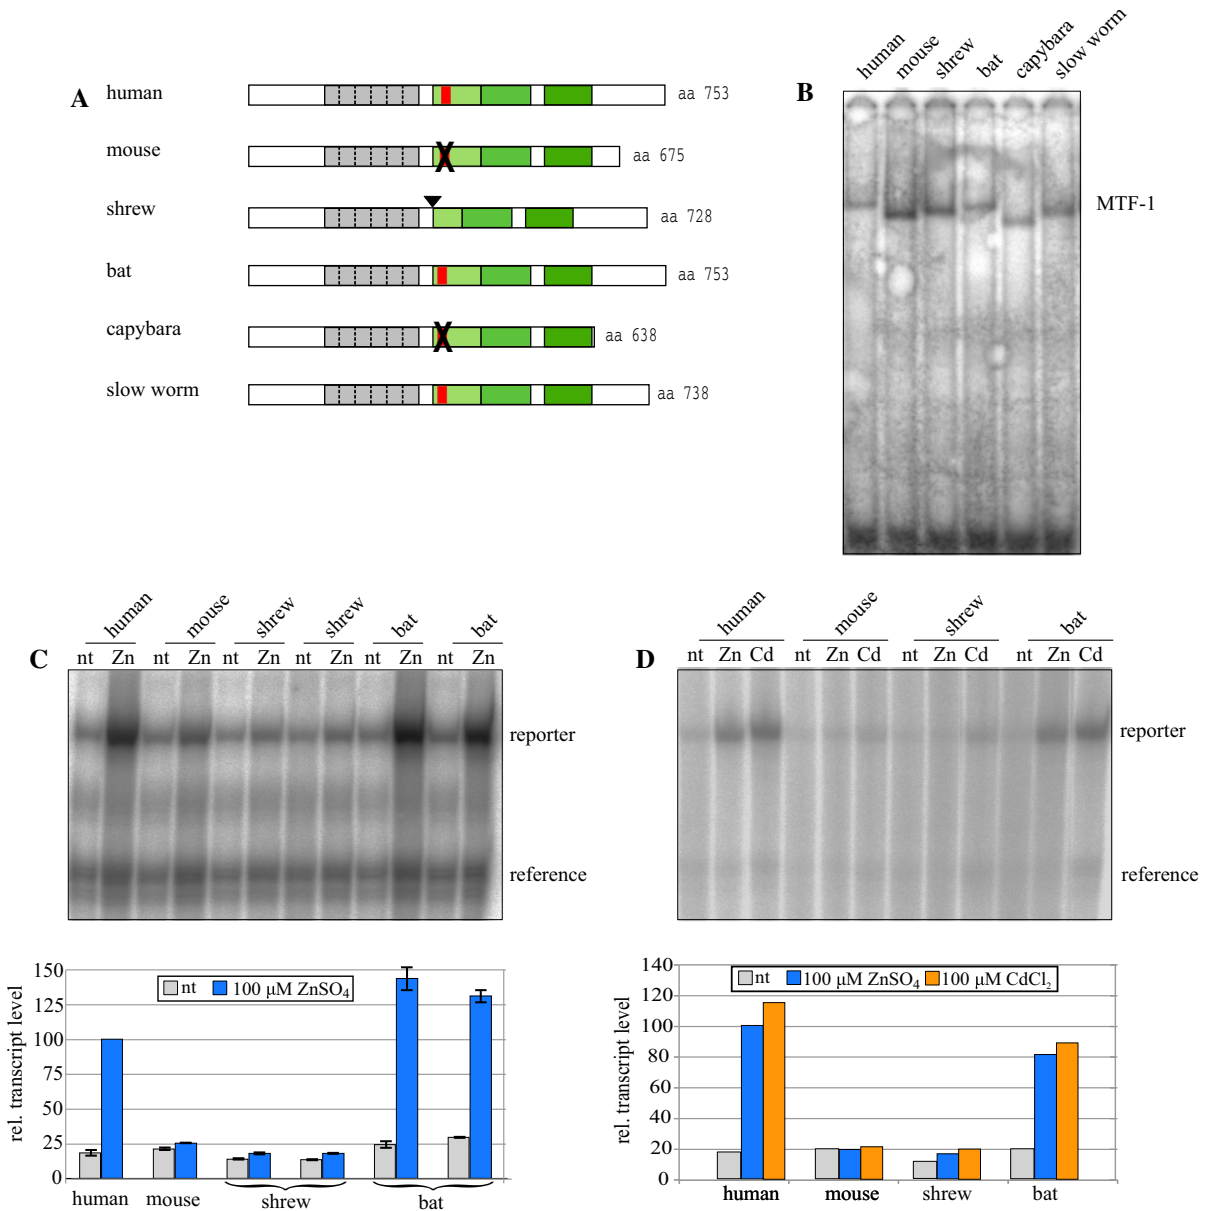 A
human
aa 753
mouse
aa 675
shrew
aa 728
bat
aa 753
capybara
aa 638
slow worm
aa 738
B
human
mouse
shrew
bat
capybara
slow worm
MTF-1
C
human
mouse
shrew
shrew
bat
bat
nt Zn nt Zn nt Zn nt Zn nt Zn nt Zn
reporter
reference
rel. transcript level
150
125
100
75
50
25
0
nt 100 µM ZnSO4
human mouse shrew bat
D
human
mouse
shrew
bat
nt Zn Cd nt Zn Cd nt Zn Cd nt Zn Cd
reporter
reference
rel. transcript level
140
120
100
80
60
40
20
0
nt 100 µM ZnSO4 100 µM CdCl2
human mouse shrew bat